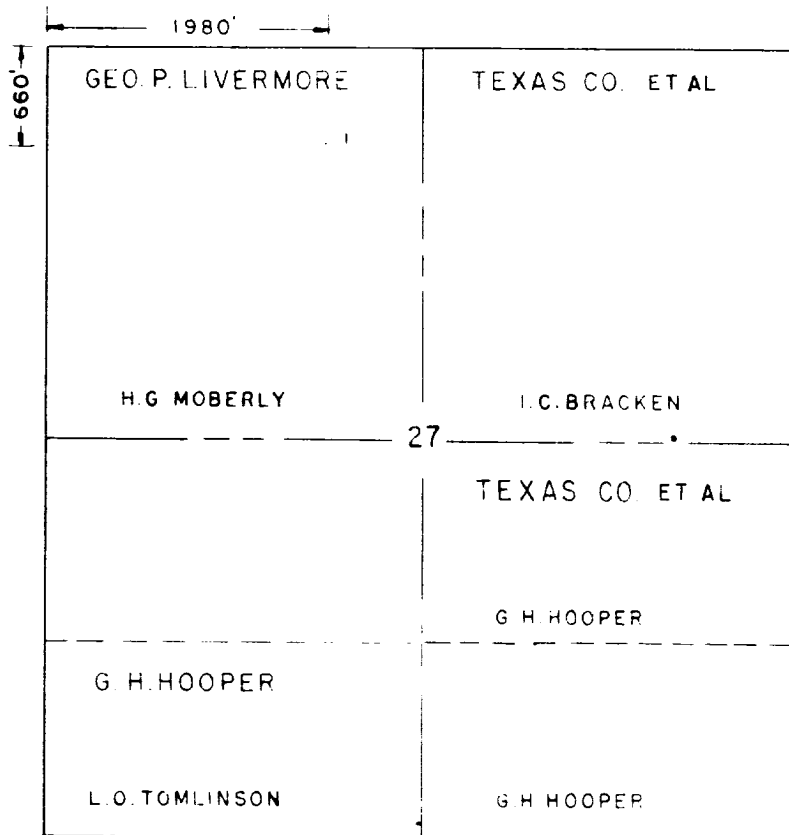 1980'
660'
GEO. P. LIVERMORE
TEXAS CO. ET AL
1
H.G MOBERLY
I.C. BRACKEN
27
TEXAS CO. ET AL
G H. HOOPER
G. H. HOOPER
L.O. TOMLINSON
G H HOOPER